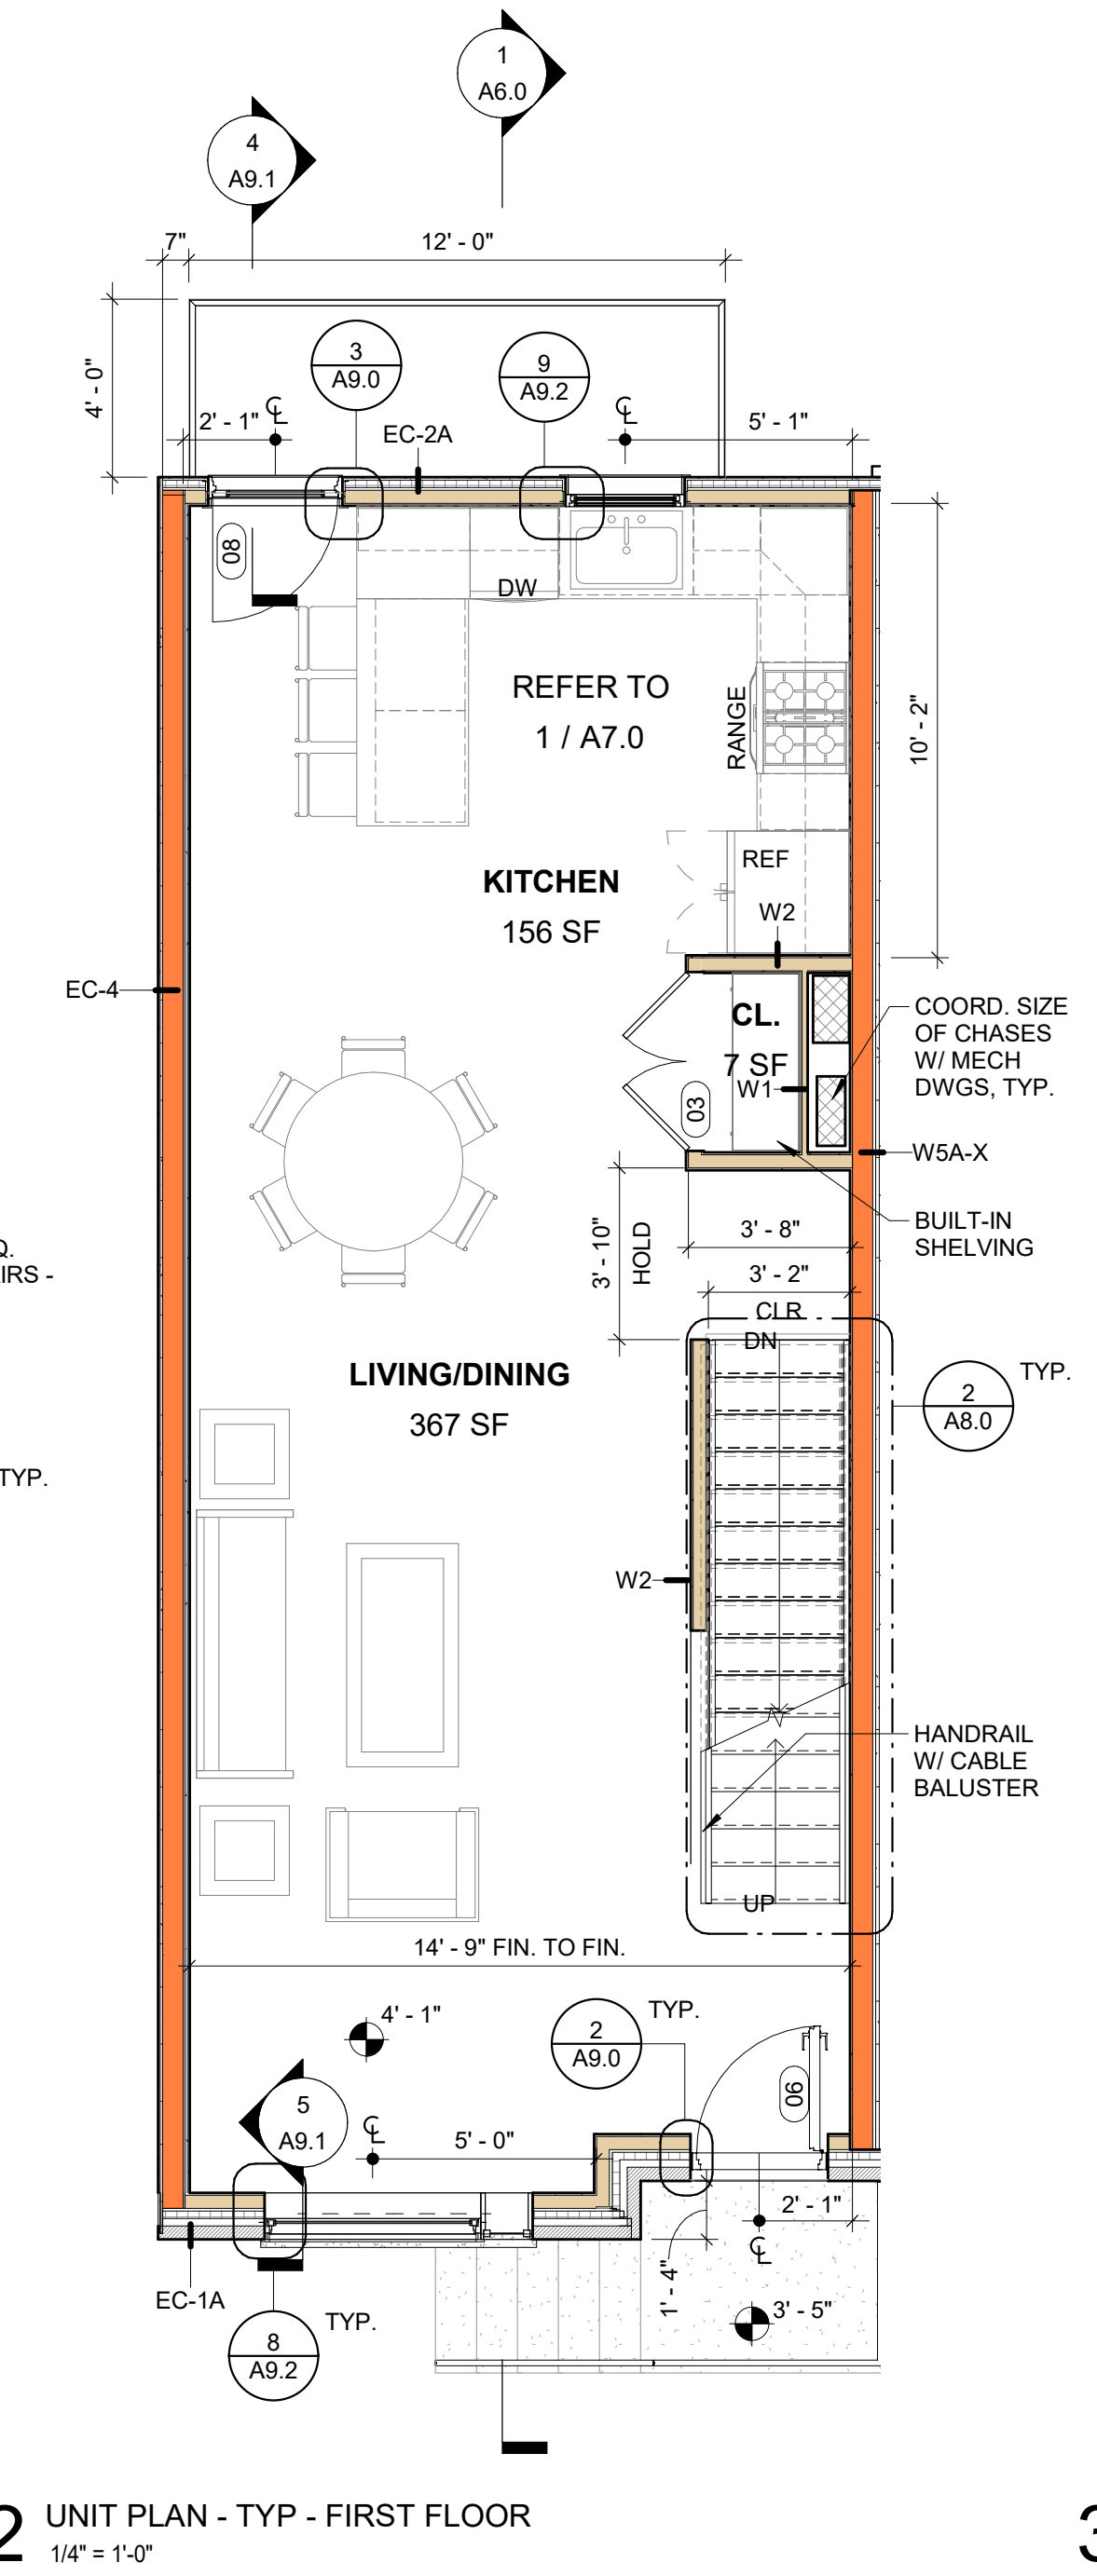 1
A6.0
4
A9.1
7"
12' - 0"
4' - 0"
3
A9.0
9
A9.2
2' - 1"
℄
EC-2A
℄
5' - 1"
08
DW
REFER TO
1 / A7.0
RANGE
10' - 2"
REF
KITCHEN
156 SF
W2
EC-4
CL.
7 SF
W1
03
COORD. SIZE
OF CHASES
W/ MECH
DWGS, TYP.
W5A-X
BUILT-IN
SHELVING
3' - 10"
HOLD
3' - 8"
3' - 2"
CLR
DN
Q.
IRS -
LIVING/DINING
367 SF
2
A8.0
TYP.
TYP.
W2
HANDRAIL
W/ CABLE
BALUSTER
UP
14' - 9" FIN. TO FIN.
4' - 1"
2
A9.0
TYP.
06
5
A9.1
℄
5' - 0"
2' - 1"
℄
1' - 4"
3' - 5"
EC-1A
8
A9.2
TYP.
2 UNIT PLAN - TYP - FIRST FLOOR
1/4" = 1'-0"
3